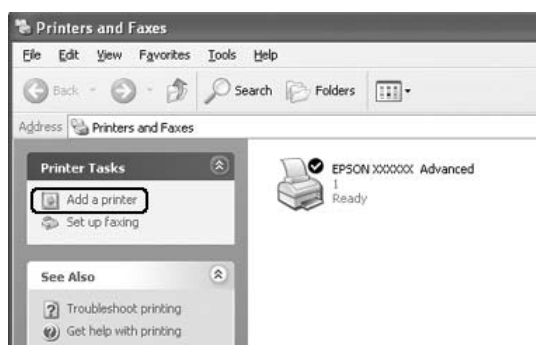 Printers and Faxes
File Edit View Favorites Tools Help
Back Search Folders
Address Printers and Faxes
Printer Tasks
Add a printer
Set up faxing
See Also
Troubleshoot printing
Get help with printing
EPSON XXXXXX Advanced
1
Ready